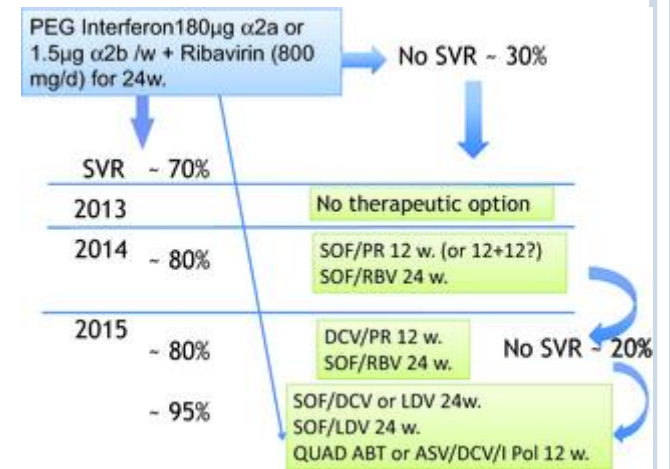 PEG Interferon180µg α2a or
1.5µg α2b /w + Ribavirin (800
mg/d) for 24w.
No SVR ~ 30%
SVR ~ 70%
2013
No therapeutic option
2014 ~ 80%
SOF/PR 12 w. (or 12+12?)
SOF/RBV 24 w.
2015
~ 80%
DCV/PR 12 w.
SOF/RBV 24 w.
No SVR ~ 20%
~ 95%
SOF/DCV or LDV 24w.
SOF/LDV 24 w.
QUAD ABT or ASV/DCV/I Pol 12 w.